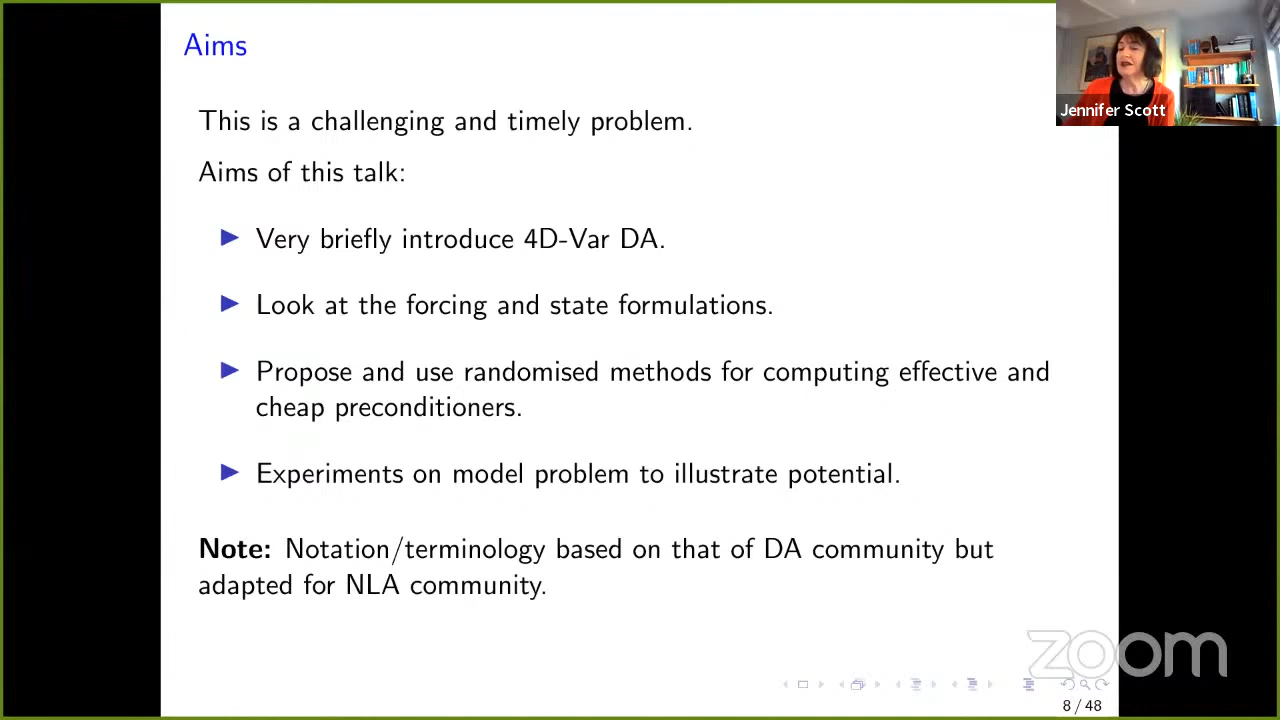 Aims
This is a challenging and timely problem.
Aims of this talk:
Very briefly introduce 4D-Var DA.
Look at the forcing and state formulations.
Propose and use randomised methods for computing effective and
cheap preconditioners.
Experiments on model problem to illustrate potential.
Note: Notation/terminology based on that of DA community but
adapted for NLA community.
Jennifer Scott
zoom
8 / 48